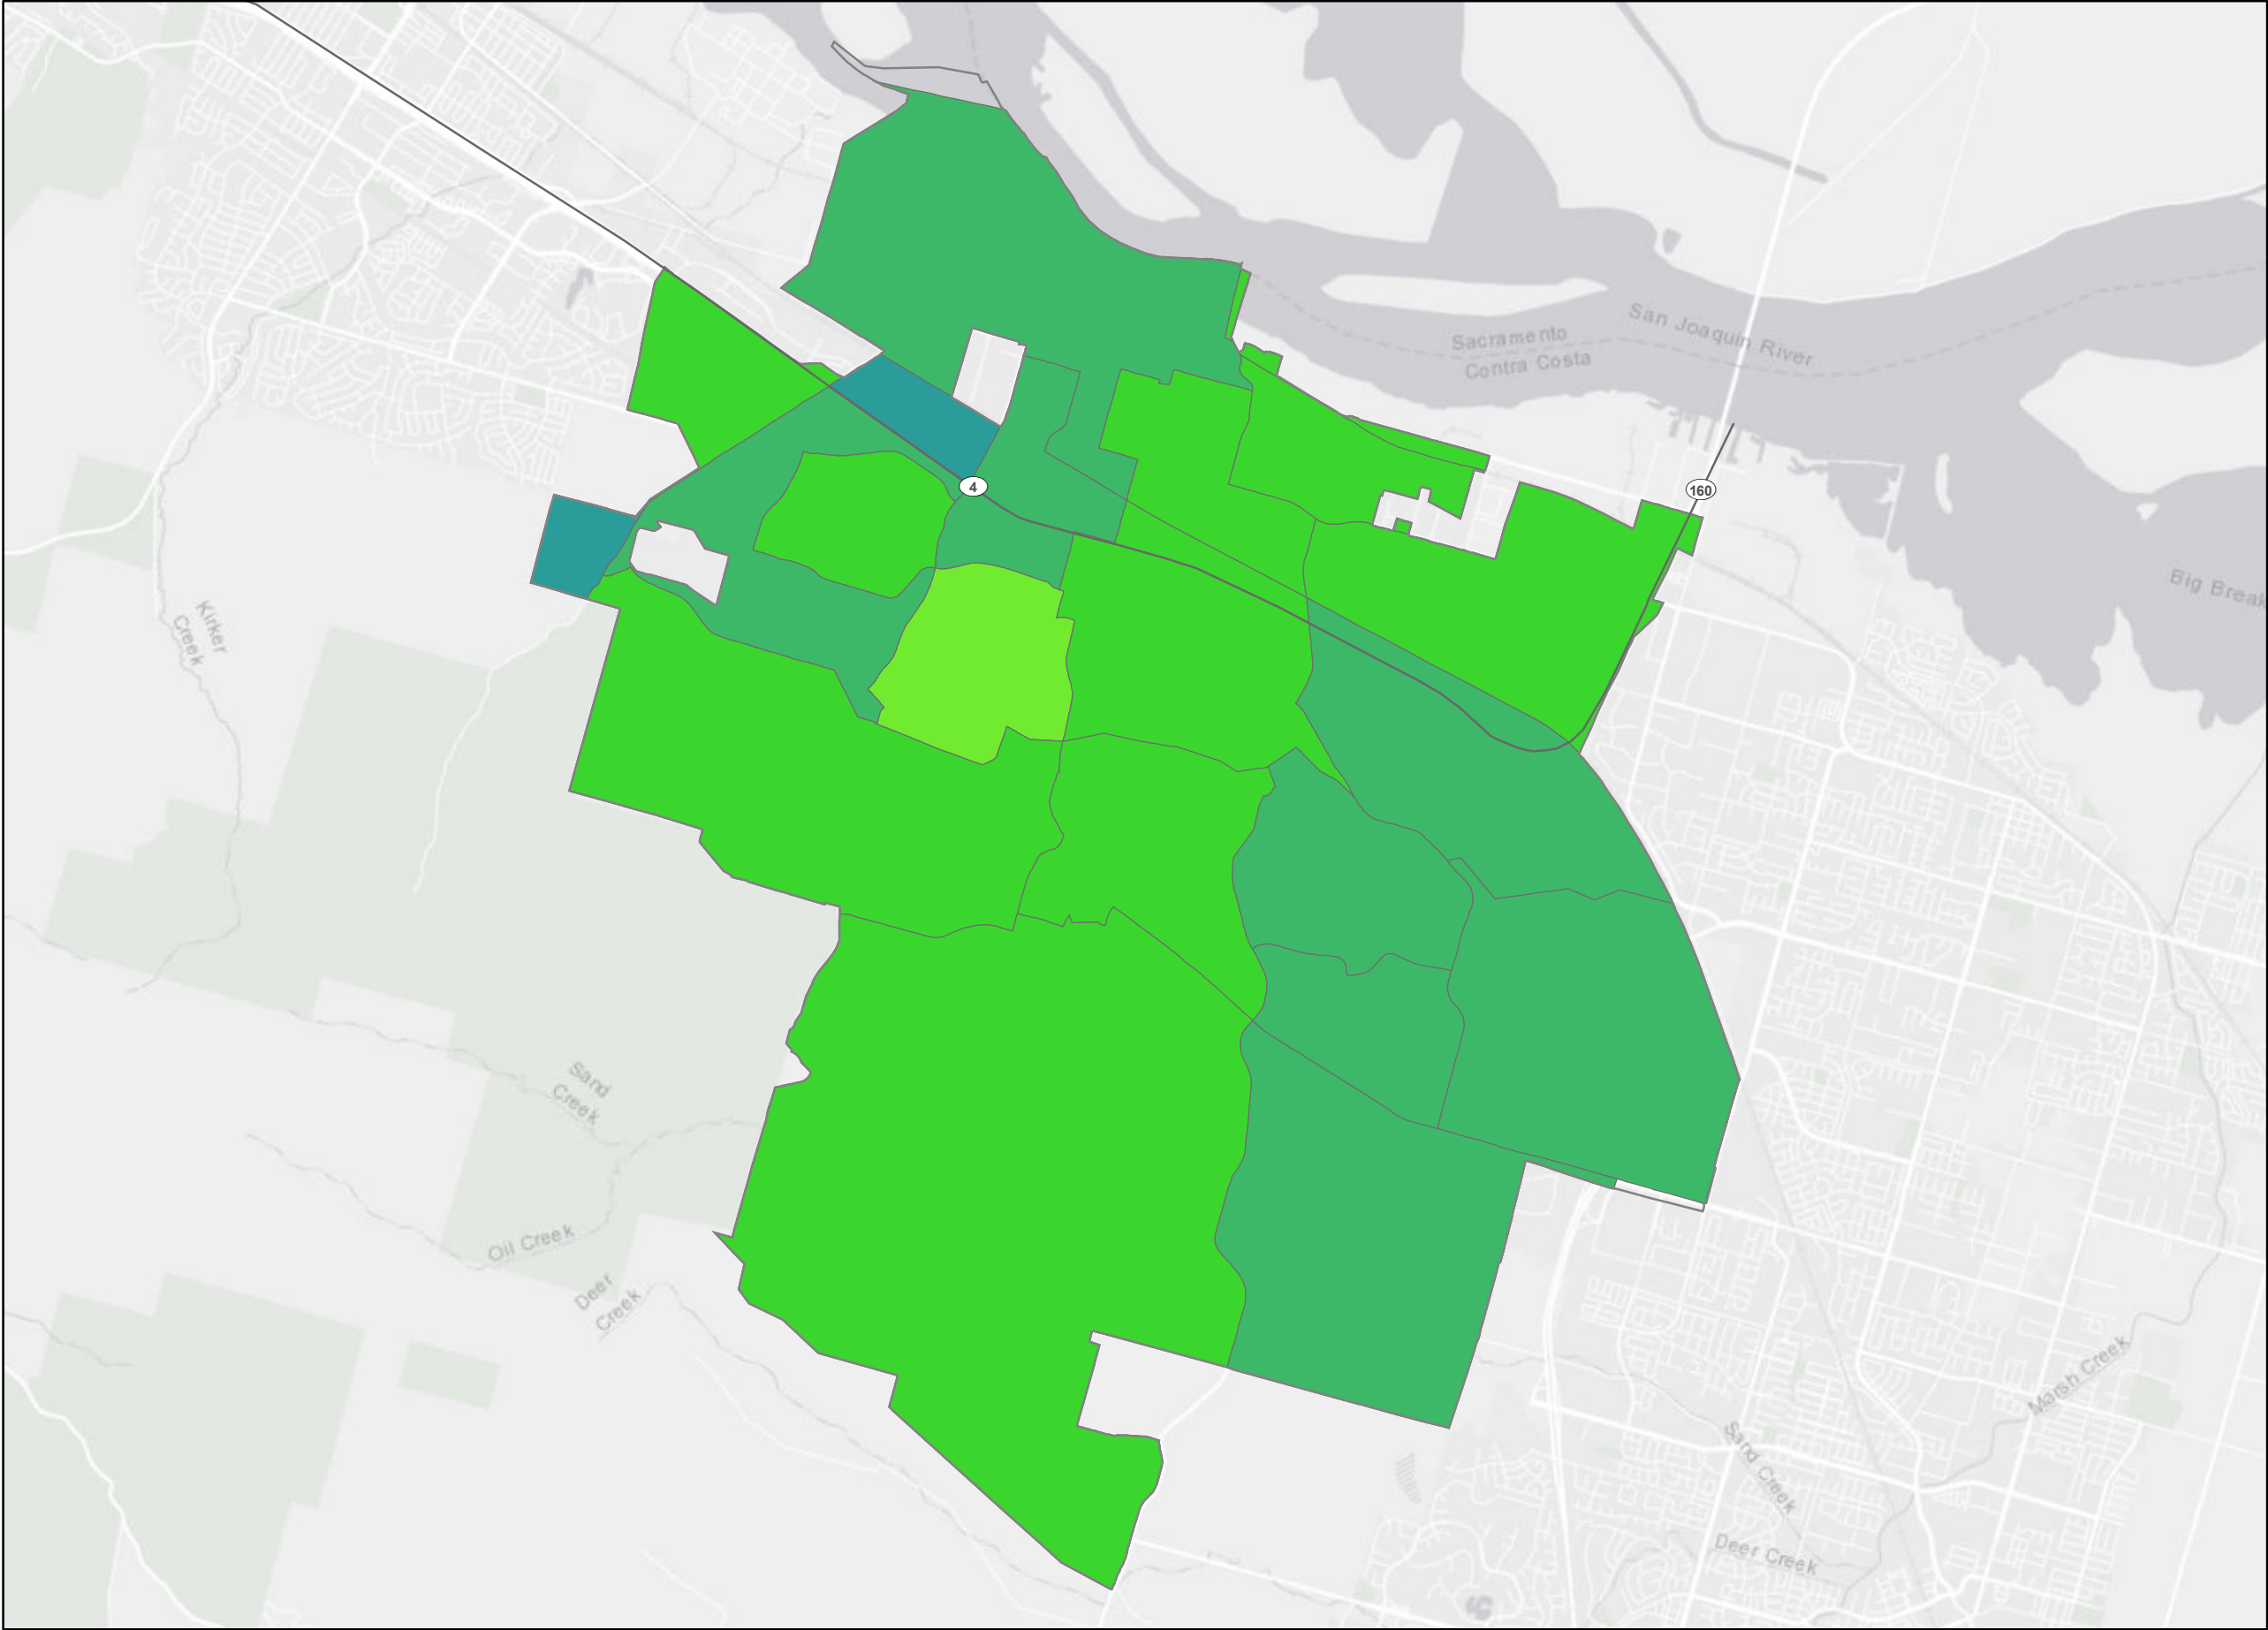 San Joaquin River
Sacramento
Contra Costa
4
160
Big Break
Kirker
Creek
Sand
Creek
Oil Creek
Deer
Creek
Marsh Creek
Sand Creek
Deer Creek